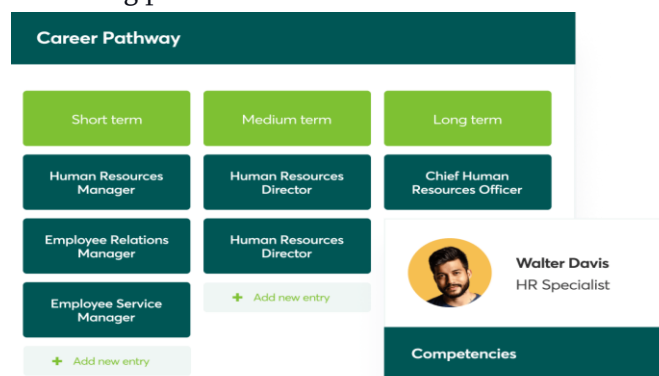 Career Pathway
Short term
Medium term
Long term
Human Resources
Manager
Human Resources
Director
Chief Human
Resources Officer
Employee Relations
Manager
Human Resources
Director
Walter Davis
HR Specialist
Employee Service
Manager
+ Add new entry
+ Add new entry
Competencies